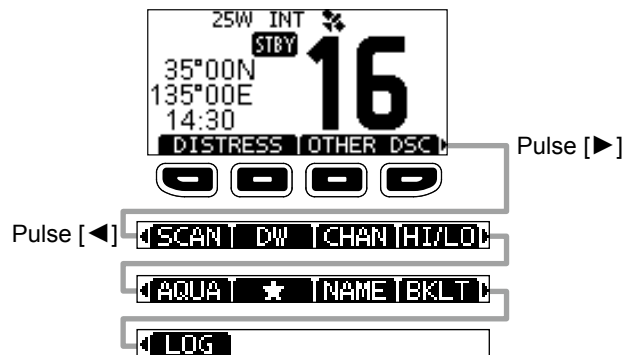 25W INT
STBY
16
35°00N
135°00E
14:30
DISTRESS OTHER DSC
Pulse [►]
Pulse [◄]
SCAN DW CHAN HI/LO
AQUA ★ NAME BKLT
LOG